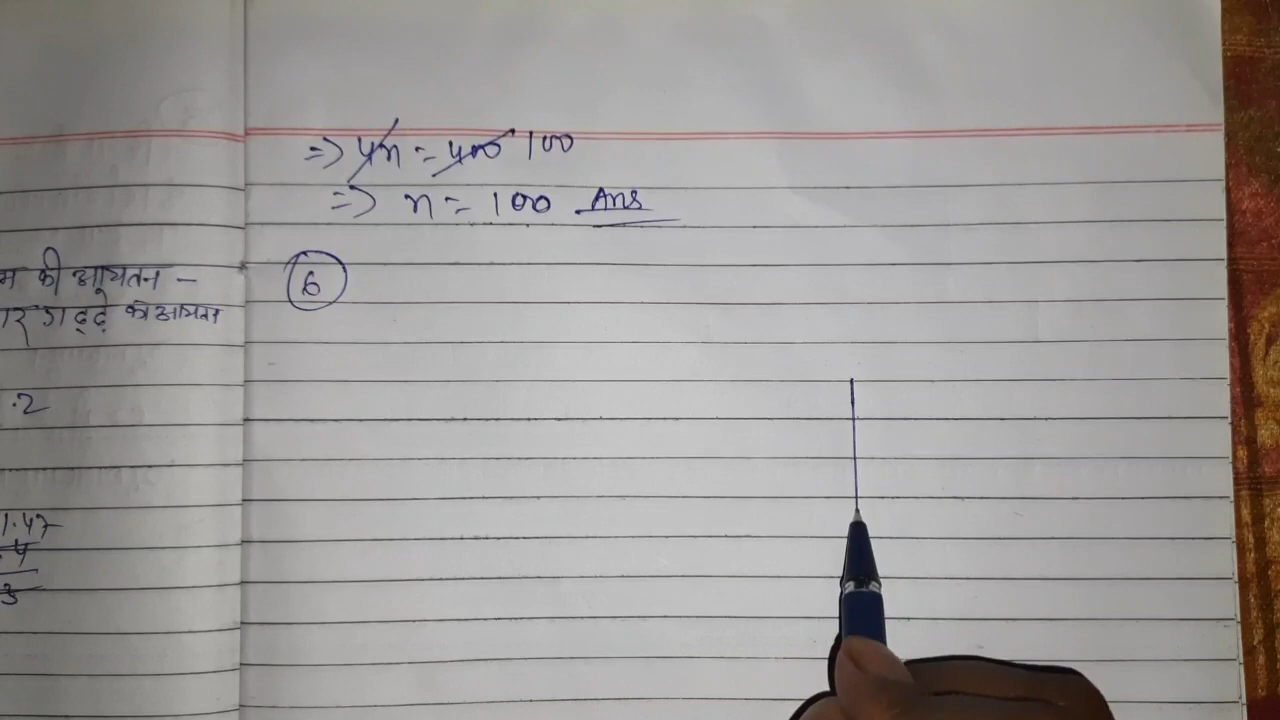 म की आयतन –
गड्ढे का आयतन
.2
1.47
.4
3
=> 4n = 400 100
=> n = 100 Ans
6